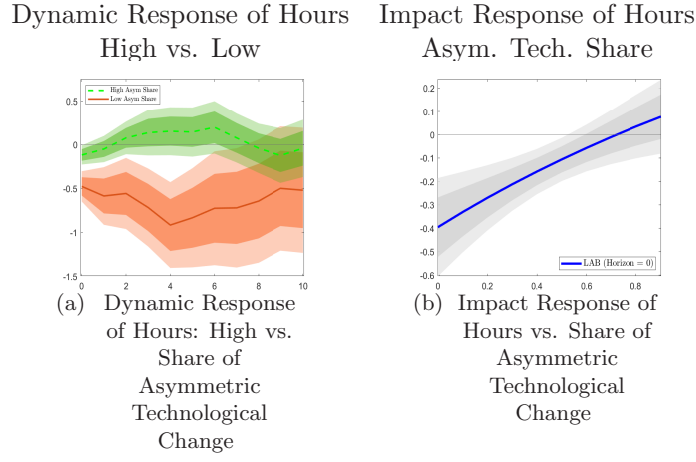 Dynamic Response of Hours
High vs. Low
Impact Response of Hours
Asym. Tech. Share
High Asym Share
Low Asym Share
0.5
0
-0.5
-1
-1.5
0 2 4 6 8 10
0.2
0.1
0
-0.1
-0.2
-0.3
-0.4
-0.5
-0.6
LAB (Horizon = 0)
0 0.2 0.4 0.6 0.8
(a) Dynamic Response
of Hours: High vs.
Share of
Asymmetric
Technological
Change
(b) Impact Response of
Hours vs. Share of
Asymmetric
Technological
Change